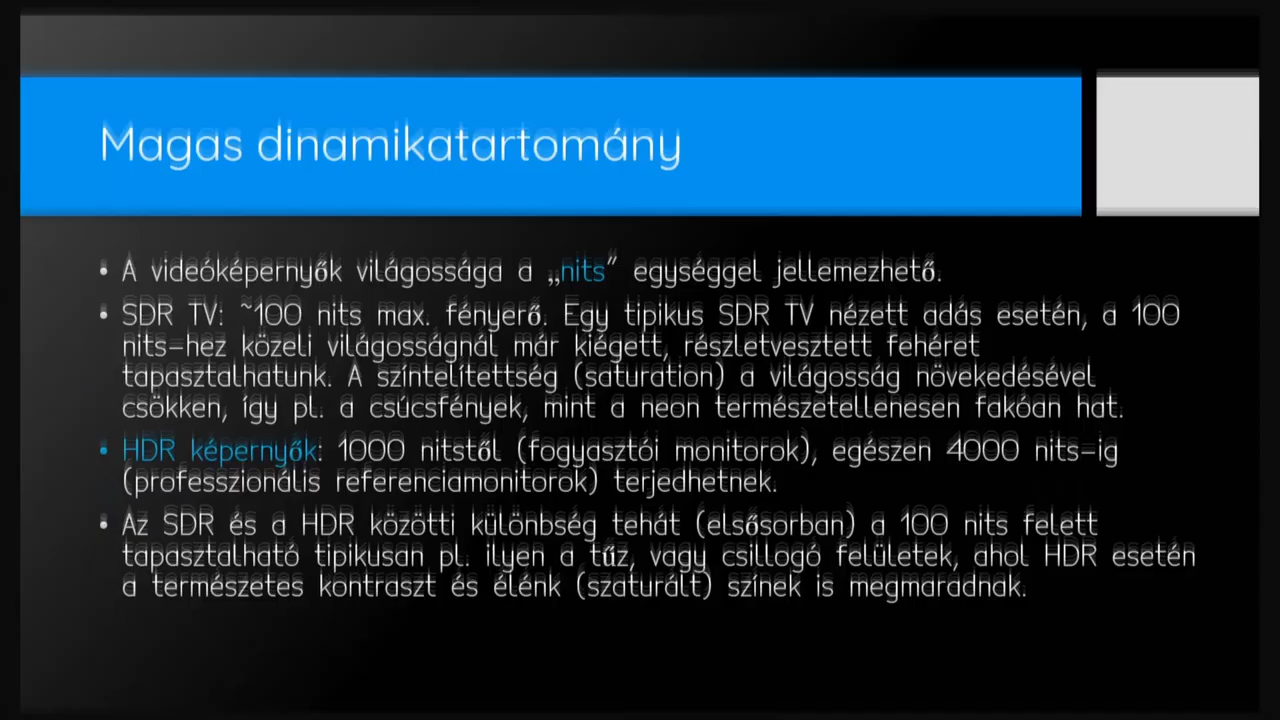 Magas dinamikatartomány
• A videóképernyők világossága a „nits” egységgel jellemezhető.
• SDR TV: ~100 nits max. fényerő. Egy tipikus SDR TV nézett adás esetén, a 100
nits-hez közeli világosságnál már kiégett, részletvesztett fehéret
tapasztalhatunk. A színtelítettség (saturation) a világosság növekedésével
csökken, így pl. a csúcsfények, mint a neon természetellenesen fakóan hat.
• HDR képernyők: 1000 nitstől (fogyasztói monitorok), egészen 4000 nits-ig
(professzionális referenciamonitorok) terjedhetnek.
• Az SDR és a HDR közötti különbség tehát (elsősorban) a 100 nits felett
tapasztalható tipikusan pl. ilyen a tűz, vagy csillogó felületek, ahol HDR esetén
a természetes kontraszt és élénk (szaturált) színek is megmaradnak.